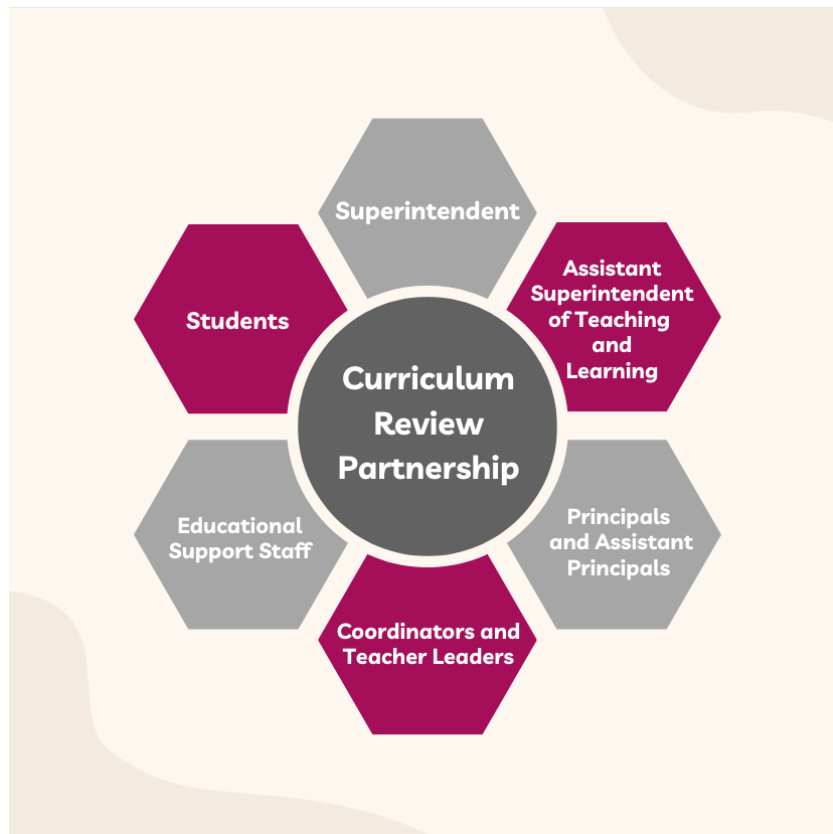 Superintendent
Assistant
Superintendent
of Teaching
and
Learning
Students
Curriculum
Review
Partnership
Educational
Support Staff
Principals
and Assistant
Principals
Coordinators and
Teacher Leaders